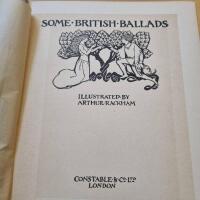 SOME·BRITISH·BALLADS
ILLUSTRATED·BY
ARTHUR·RACKHAM
CONSTABLE·&·Cº·LTD
LONDON